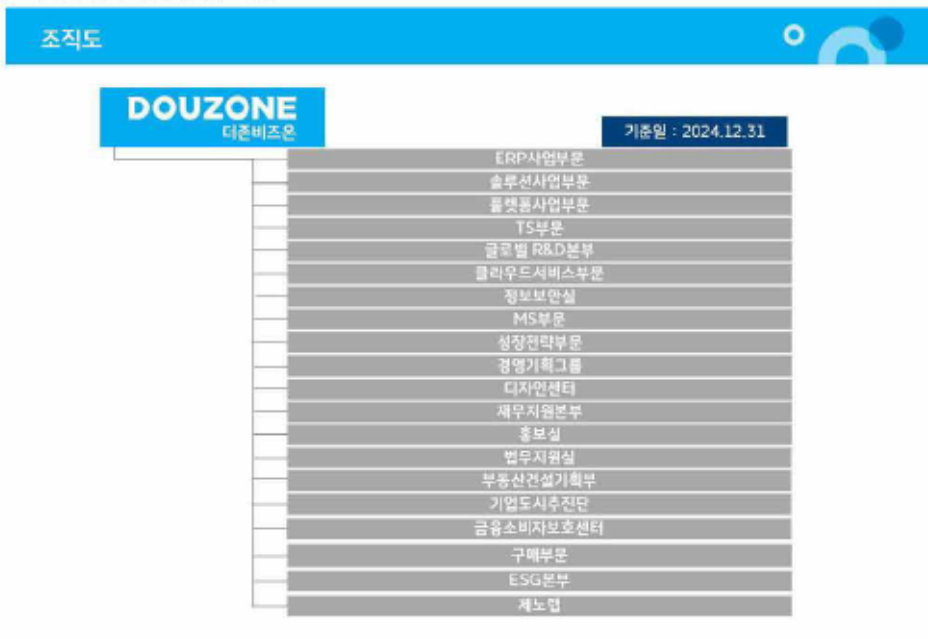 조직도
DOUZONE
더존비즈온
기준일 : 2024.12.31
ERP사업부문
솔루션사업부문
플랫폼사업부문
TS부문
글로벌 R&D본부
클라우드서비스부문
정보보안실
MS부문
성장전략부문
경영기획그룹
디자인센터
재무지원본부
홍보실
법무지원실
부동산건설기획부
기업도시추진단
금융소비자보호센터
구매부문
ESG본부
제노랩